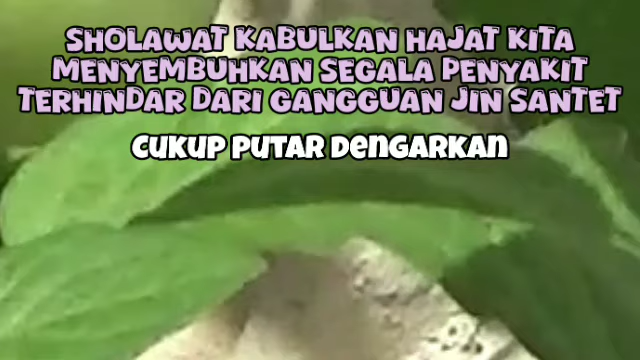 SHOLAWAT KABULKAN HAJAT KITA
MENYEMBUHKAN SEGALA PENYAKIT
TERHINDAR DARI GANGGUAN JIN SANTET
CUKUP PUTAR DENGARKAN